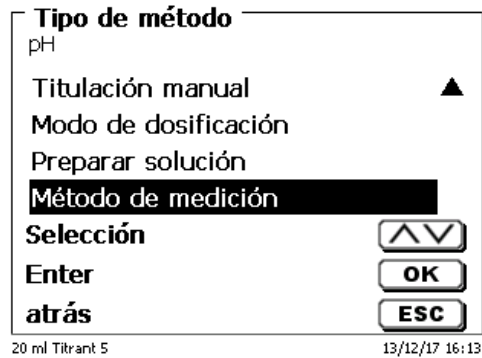 Tipo de método
pH
Titulación manual
Modo de dosificación
Preparar solución
Método de medición
Selección
Enter OK
atrás ESC
20 ml Titrant 5 13/12/17 16:13